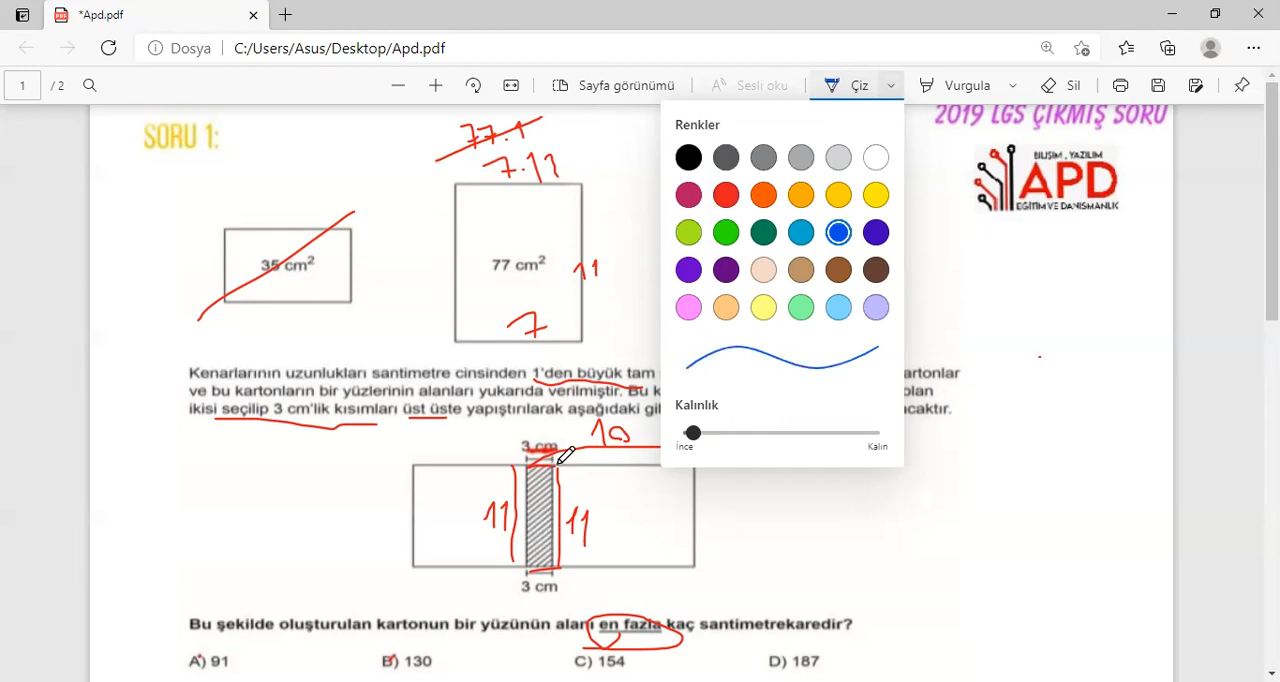 *Apd.pdf
Dosya C:/Users/Asus/Desktop/Apd.pdf
1 / 2 Sayfa görünümü Sesli oku Çiz Vurgula Sil
Renkler
Kalınlık
İnce Kalın
SORU 1:
2019 LGS ÇIKMIŞ SORU
BİLİŞİM , YAZILIM
APD
EĞİTİM VE DANIŞMANLIK
77.1
7.11
35 cm²
77 cm²
11
7
Kenarlarının uzunlukları santimetre cinsinden 1'den büyük tam kartonlar
ve bu kartonların bir yüzlerinin alanları yukarıda verilmiştir. Bu olan
ikisi seçilip 3 cm'lik kısımları üst üste yapıştırılarak aşağıdaki
10
3 cm
11 11
3 cm
Bu şekilde oluşturulan kartonun bir yüzünün alanı en fazla kaç santimetrekaredir?
A) 91 B) 130 C) 154 D) 187